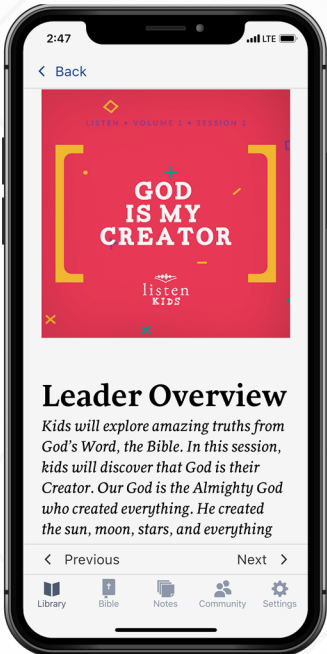 2:47
LTE
Back
LISTEN • VOLUME 1 • SESSION 2
GOD
IS MY
CREATOR
listen
KIDS
Leader Overview
Kids will explore amazing truths from
God's Word, the Bible. In this session,
kids will discover that God is their
Creator. Our God is the Almighty God
who created everything. He created
the sun, moon, stars, and everything
Previous
Next
Library
Bible
Notes
Community
Settings